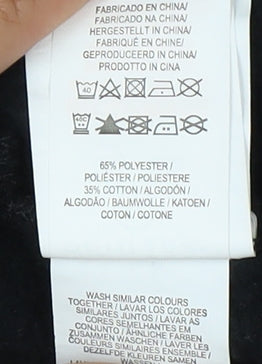 FABRICADO EN CHINA/
FABRICADO NA CHINA/
HERGESTELLT IN CHINA/
FABRIQUÉ EN CHINE/
GEPRODUCEERD IN CHINA/
PRODOTTO IN CINA
40
65% POLYESTER /
POLIÉSTER / POLIESTERE
35% COTTON / ALGODÓN /
ALGODÃO / BAUMWOLLE / KATOEN /
COTON / COTONE
WASH SIMILAR COLOURS
TOGETHER / LAVAR LOS COLORES
SIMILARES JUNTOS / LAVAR AS
CORES SEMELHANTES EM
CONJUNTO / ÄHNLICHE FARBEN
ZUSAMMEN WASCHEN / LAVER LES
COULEURS SIMILAIRES ENSEMBLE /
DEZELFDE KLEUREN SAMEN